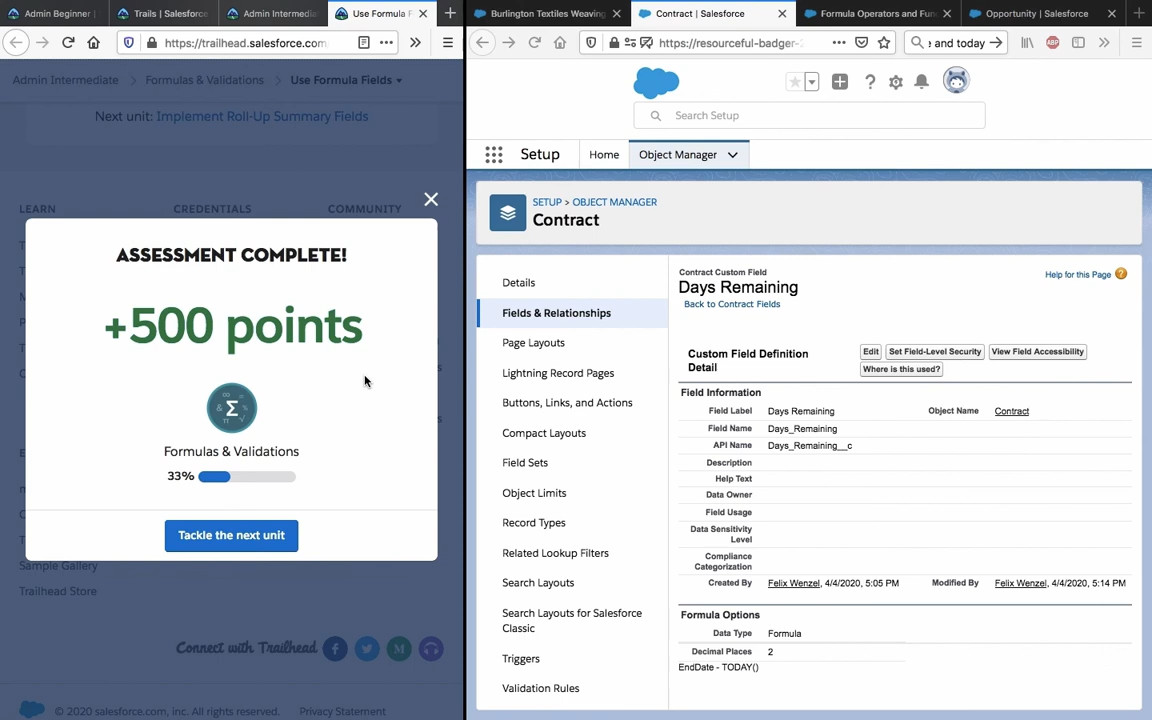 Admin Beginner |
Trails | Salesforce
Admin Intermedia
Use Formula F
Burlington Textiles Weaving
Contract | Salesforce
Formula Operators and Fun
Opportunity | Salesforce
https://trailhead.salesforce.com
https://resourceful-badger-2
e and today
Admin Intermediate
Formulas & Validations
Use Formula Fields
Next unit: Implement Roll-Up Summary Fields
LEARN
CREDENTIALS
COMMUNITY
ASSESSMENT COMPLETE!
+500 points
Formulas & Validations
33%
Tackle the next unit
Sample Gallery
Trailhead Store
Connect with Trailhead
© 2020 salesforce.com, inc. All rights reserved.
Privacy Statement
Search Setup
Setup
Home
Object Manager
SETUP > OBJECT MANAGER
Contract
Details
Fields & Relationships
Page Layouts
Lightning Record Pages
Buttons, Links, and Actions
Compact Layouts
Field Sets
Object Limits
Record Types
Related Lookup Filters
Search Layouts
Search Layouts for Salesforce
Classic
Triggers
Validation Rules
Contract Custom Field
Days Remaining
Back to Contract Fields
Help for this Page
Custom Field Definition
Detail
Edit
Set Field-Level Security
View Field Accessibility
Where is this used?
Field Information
Field Label Days Remaining Object Name Contract
Field Name Days_Remaining
API Name Days_Remaining__c
Description
Help Text
Data Owner
Field Usage
Data Sensitivity
Level
Compliance
Categorization
Created By Felix Wenzel, 4/4/2020, 5:05 PM Modified By Felix Wenzel, 4/4/2020, 5:14 PM
Formula Options
Data Type Formula
Decimal Places 2
EndDate - TODAY()